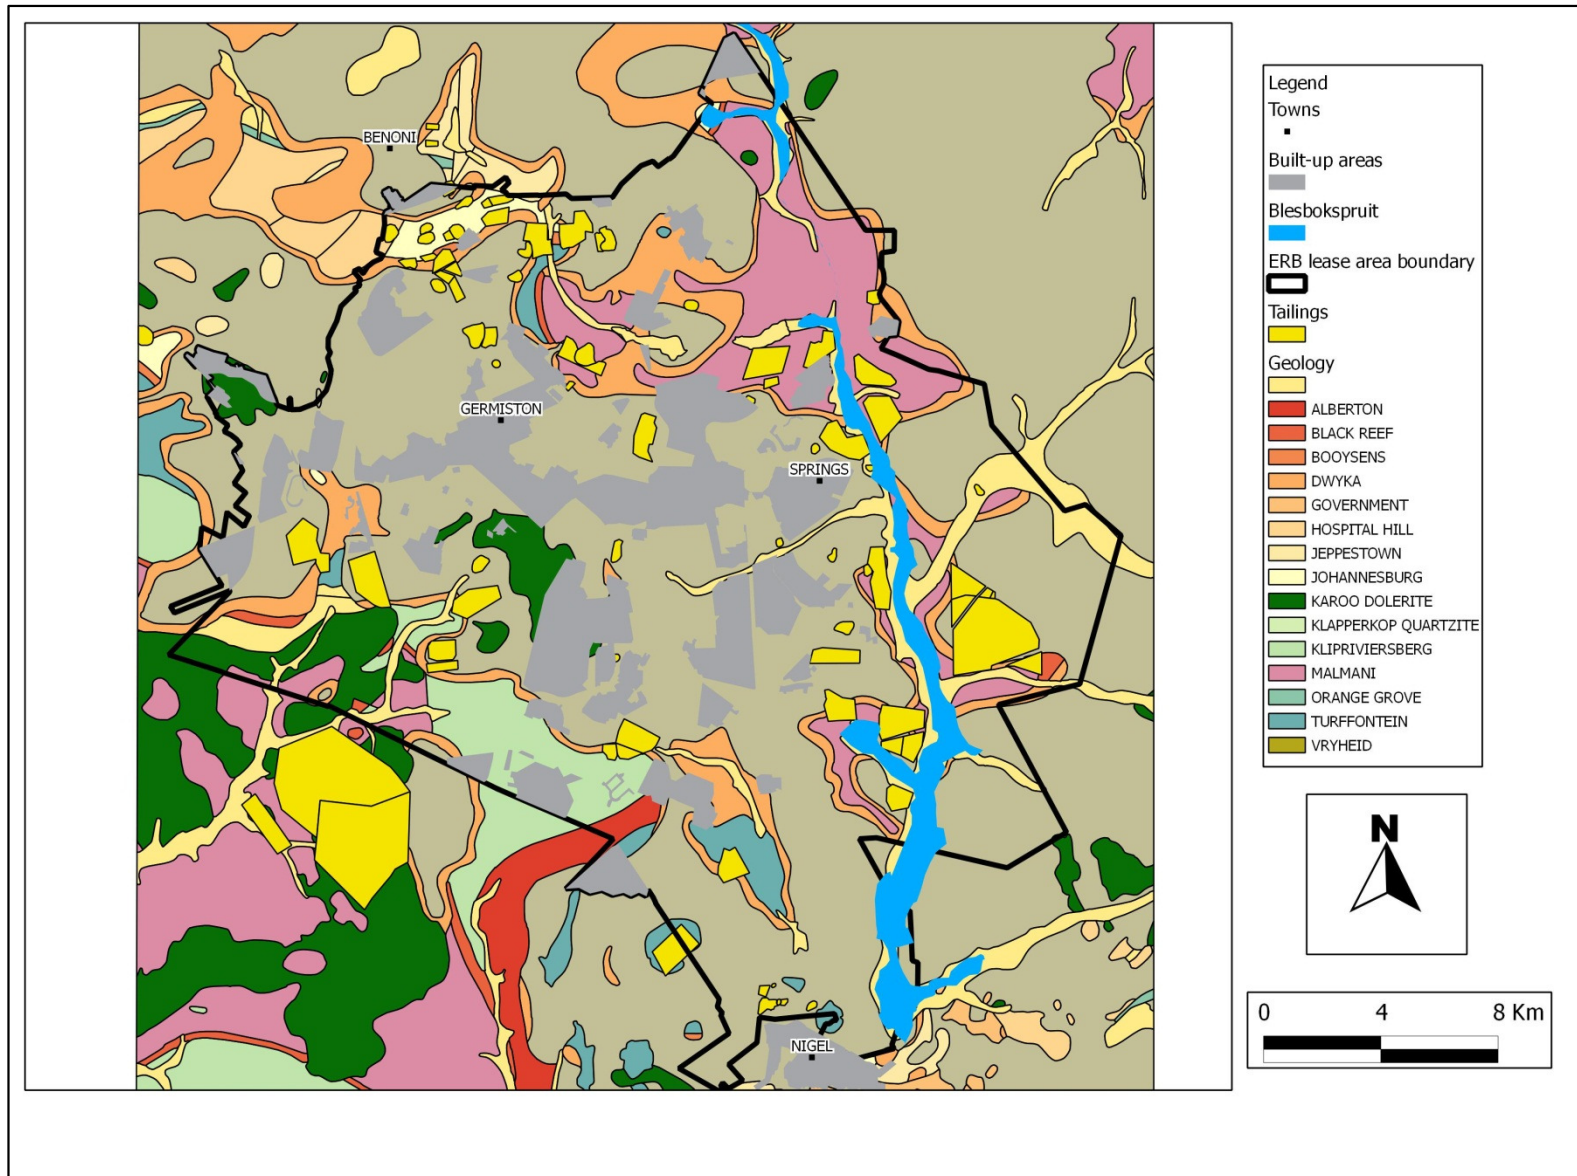 BENONI
GERMISTON
SPRINGS
NIGEL
Legend
Towns
Built-up areas
Blesbokspruit
ERB lease area boundary
Tailings
Geology
ALBERTON
BLACK REEF
BOOYSENS
DWYKA
GOVERNMENT
HOSPITAL HILL
JEPPESTOWN
JOHANNESBURG
KAROO DOLERITE
KLAPPERKOP QUARTZITE
KLIPRIVIERSBERG
MALMANI
ORANGE GROVE
TURFFONTEIN
VRYHEID
N
0 4 8 Km